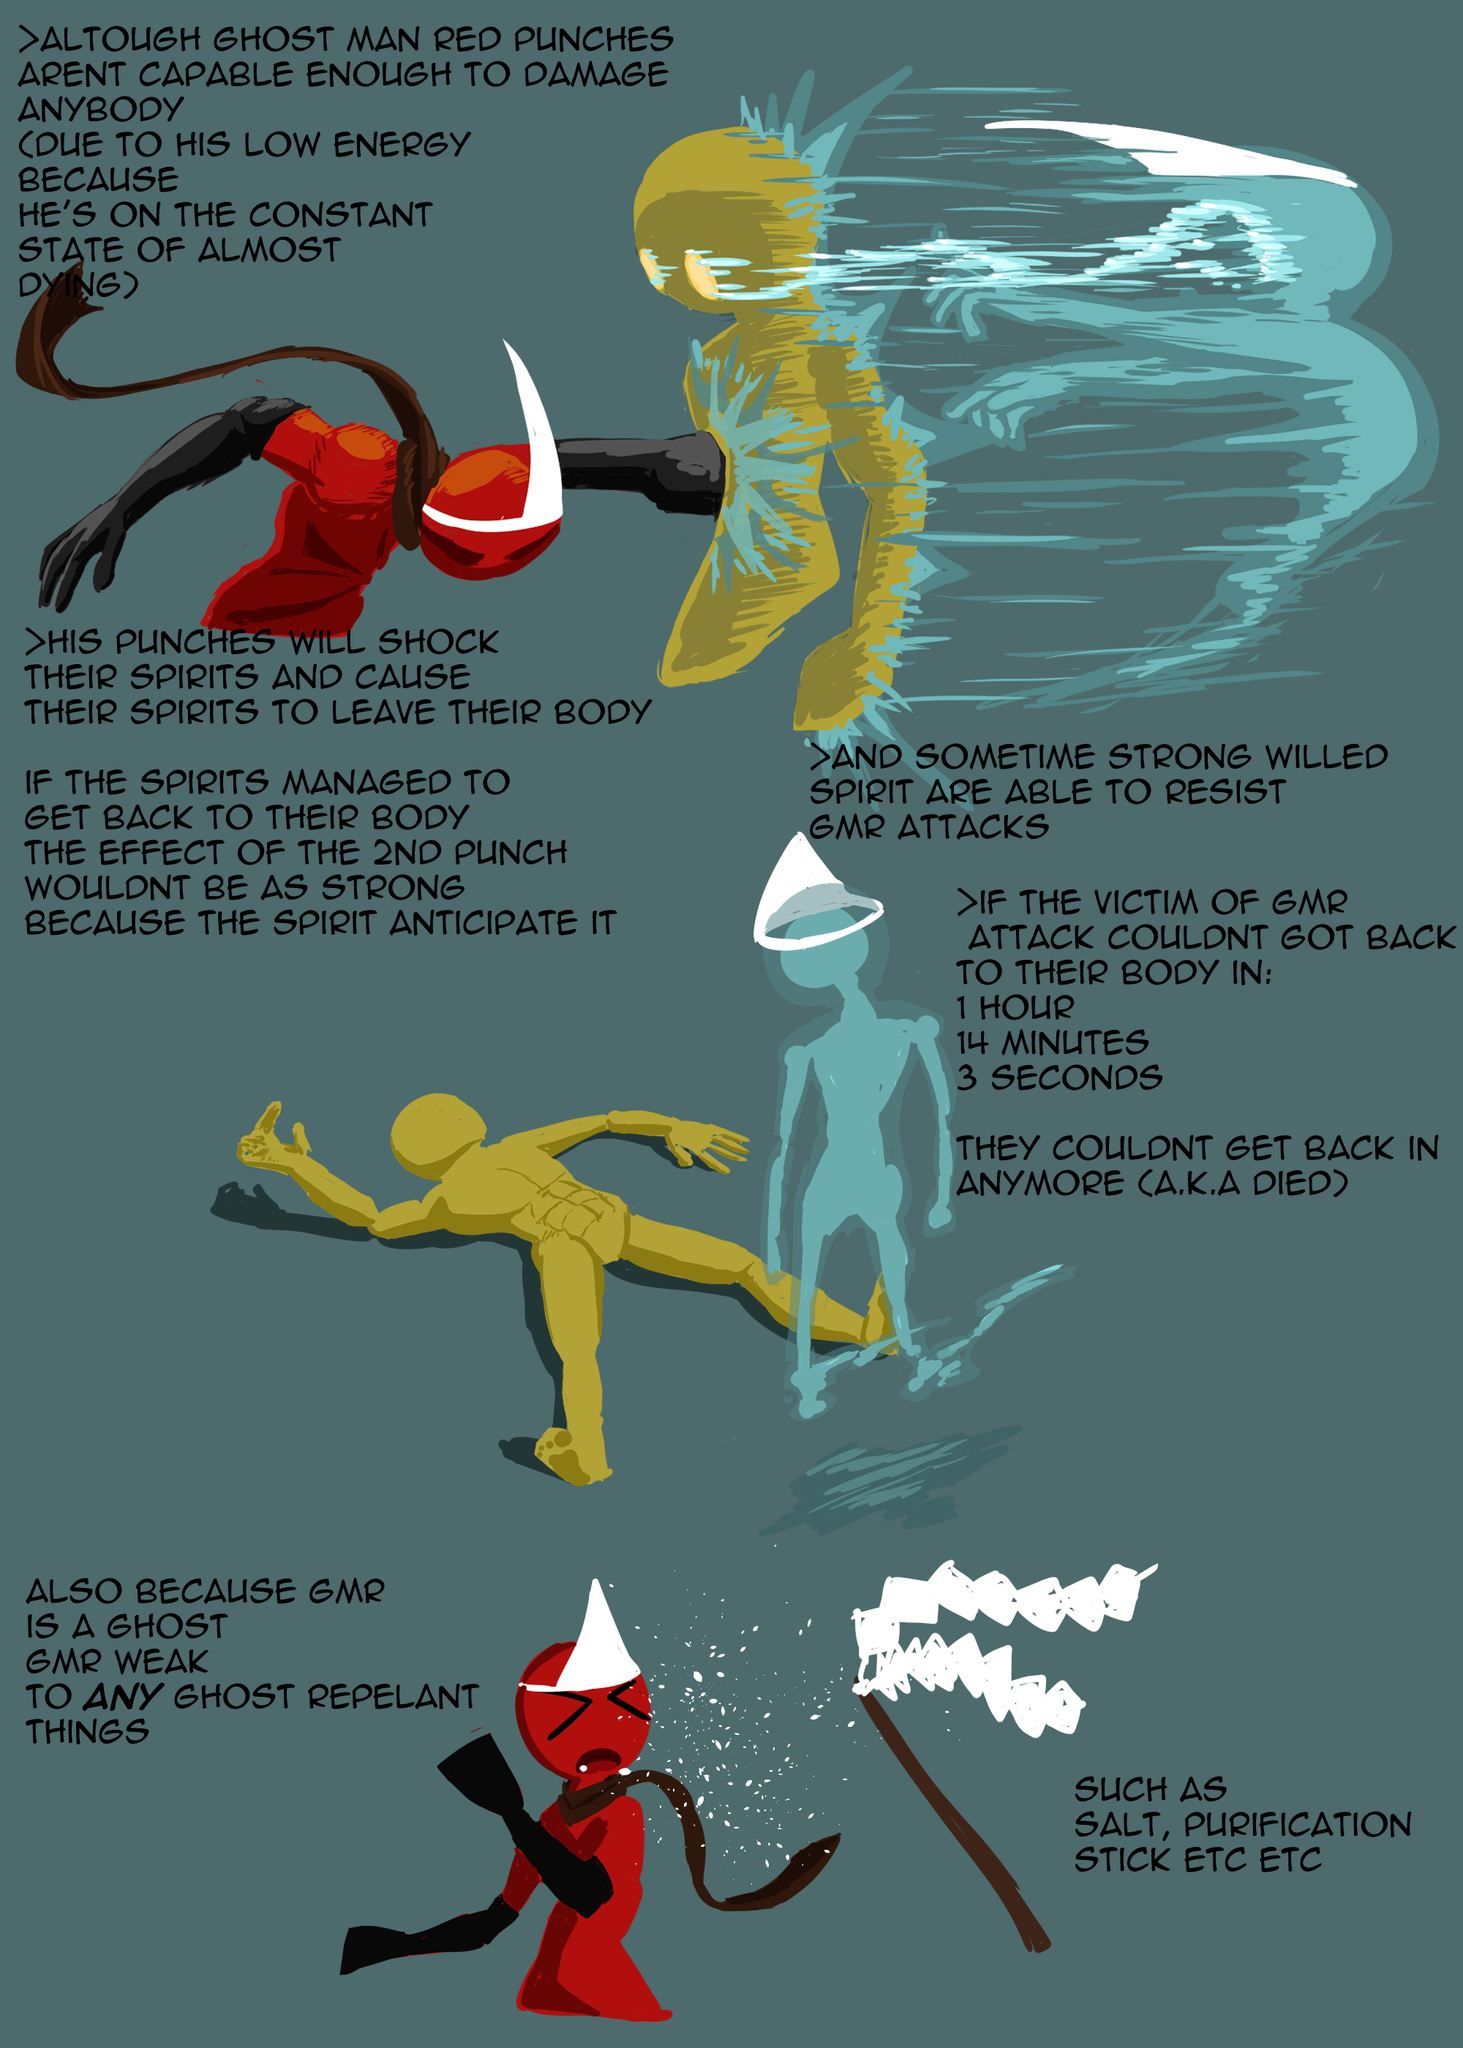 >ALTOUGH GHOST MAN RED PUNCHES
ARENT CAPABLE ENOUGH TO DAMAGE
ANYBODY
(DUE TO HIS LOW ENERGY
BECAUSE
HE'S ON THE CONSTANT
STATE OF ALMOST
DYING)
>HIS PUNCHES WILL SHOCK
THEIR SPIRITS AND CAUSE
THEIR SPIRITS TO LEAVE THEIR BODY
IF THE SPIRITS MANAGED TO
GET BACK TO THEIR BODY
THE EFFECT OF THE 2ND PUNCH
WOULDNT BE AS STRONG
BECAUSE THE SPIRIT ANTICIPATE IT
>AND SOMETIME STRONG WILLED
SPIRIT ARE ABLE TO RESIST
GMR ATTACKS
>IF THE VICTIM OF GMR
ATTACK COULDNT GOT BACK
TO THEIR BODY IN:
1 HOUR
14 MINUTES
3 SECONDS
THEY COULDNT GET BACK IN
ANYMORE (A.K.A DIED)
ALSO BECAUSE GMR
IS A GHOST
GMR WEAK
TO ANY GHOST REPELANT
THINGS
SUCH AS
SALT, PURIFICATION
STICK ETC ETC